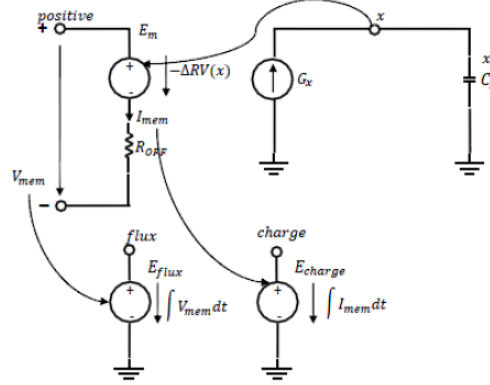 positive
+
E_m
x
+
-
−ΔRV(x)
G_x
x
C
I_mem
R_OFF
V_mem
−
flux
charge
E_flux
E_charge
+
-
∫ V_mem dt
+
-
∫ I_mem dt